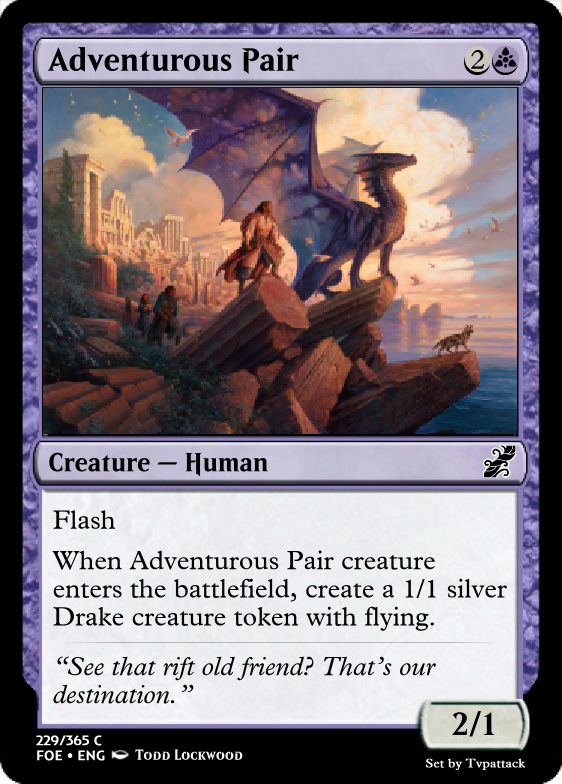 Adventurous Pair 2
Creature — Human
Flash
When Adventurous Pair creature
enters the battlefield, create a 1/1 silver
Drake creature token with flying.
“See that rift old friend? That’s our
destination.”
2/1
229/365 C
FOE • ENG Todd Lockwood
Set by Tvpattack